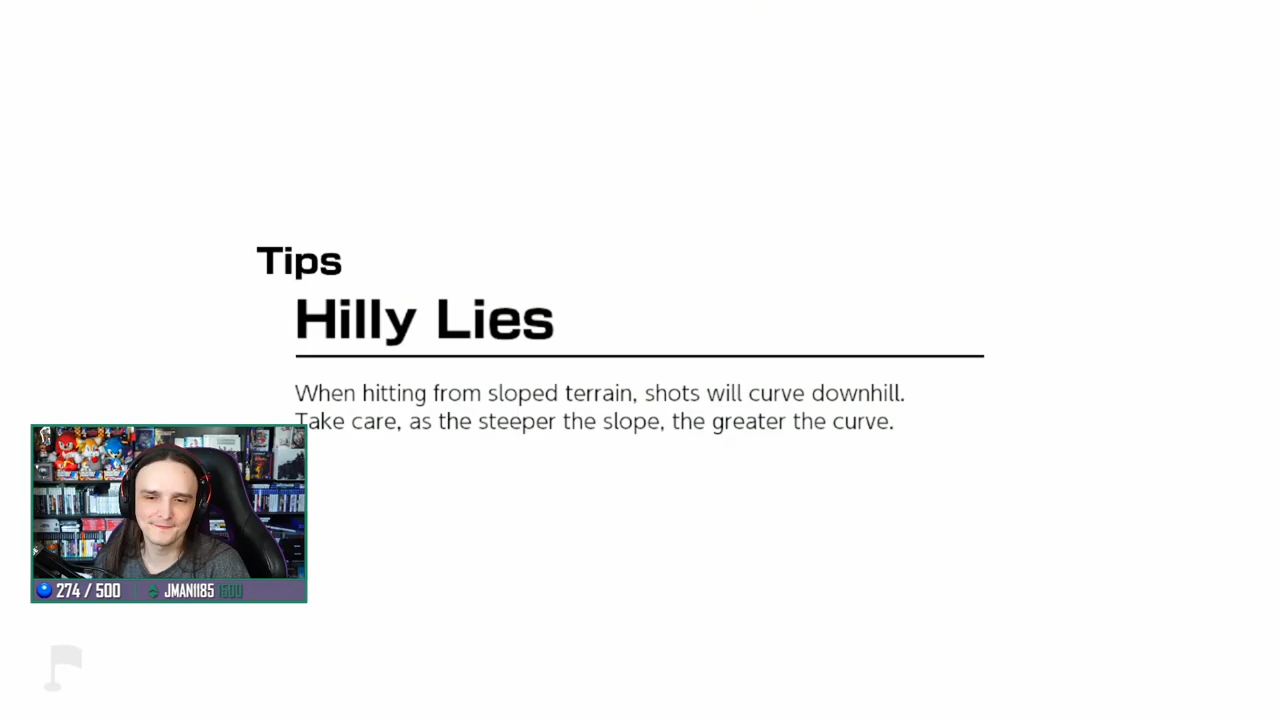 Tips
Hilly Lies
When hitting from sloped terrain, shots will curve downhill.
Take care, as the steeper the slope, the greater the curve.
274 / 500
JMAN1185 1500